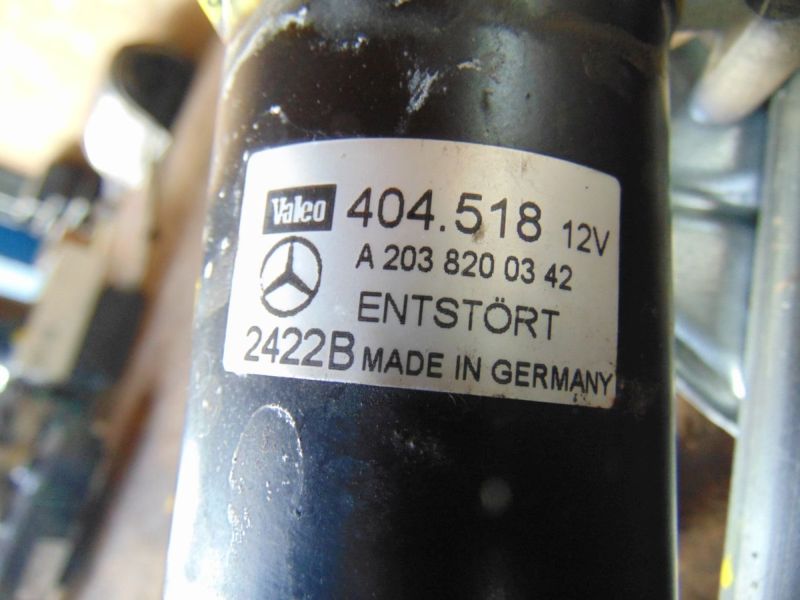 Valeo 404.518 12V
A 203 820 03 42
ENTSTÖRT
2422B MADE IN GERMANY